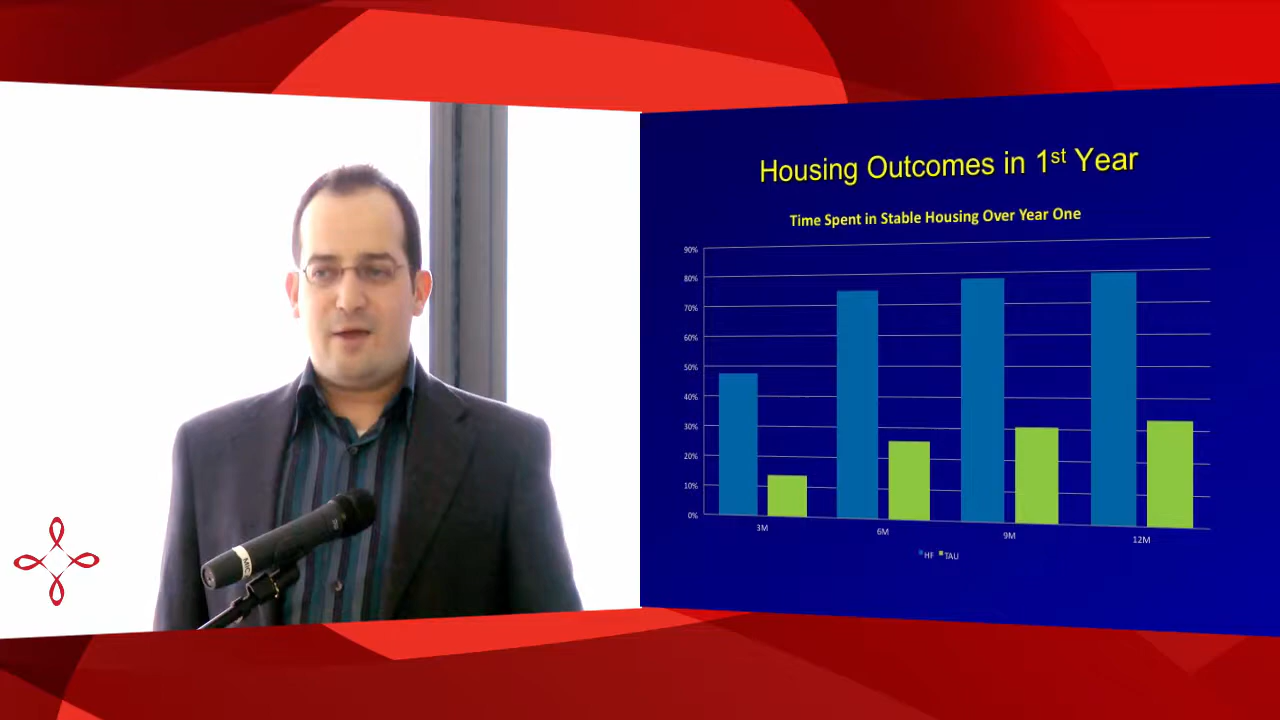 Housing Outcomes in 1st Year
Time Spent in Stable Housing Over Year One
90%
80%
70%
60%
50%
40%
30%
20%
10%
0%
3M
6M
9M
12M
HF TAU